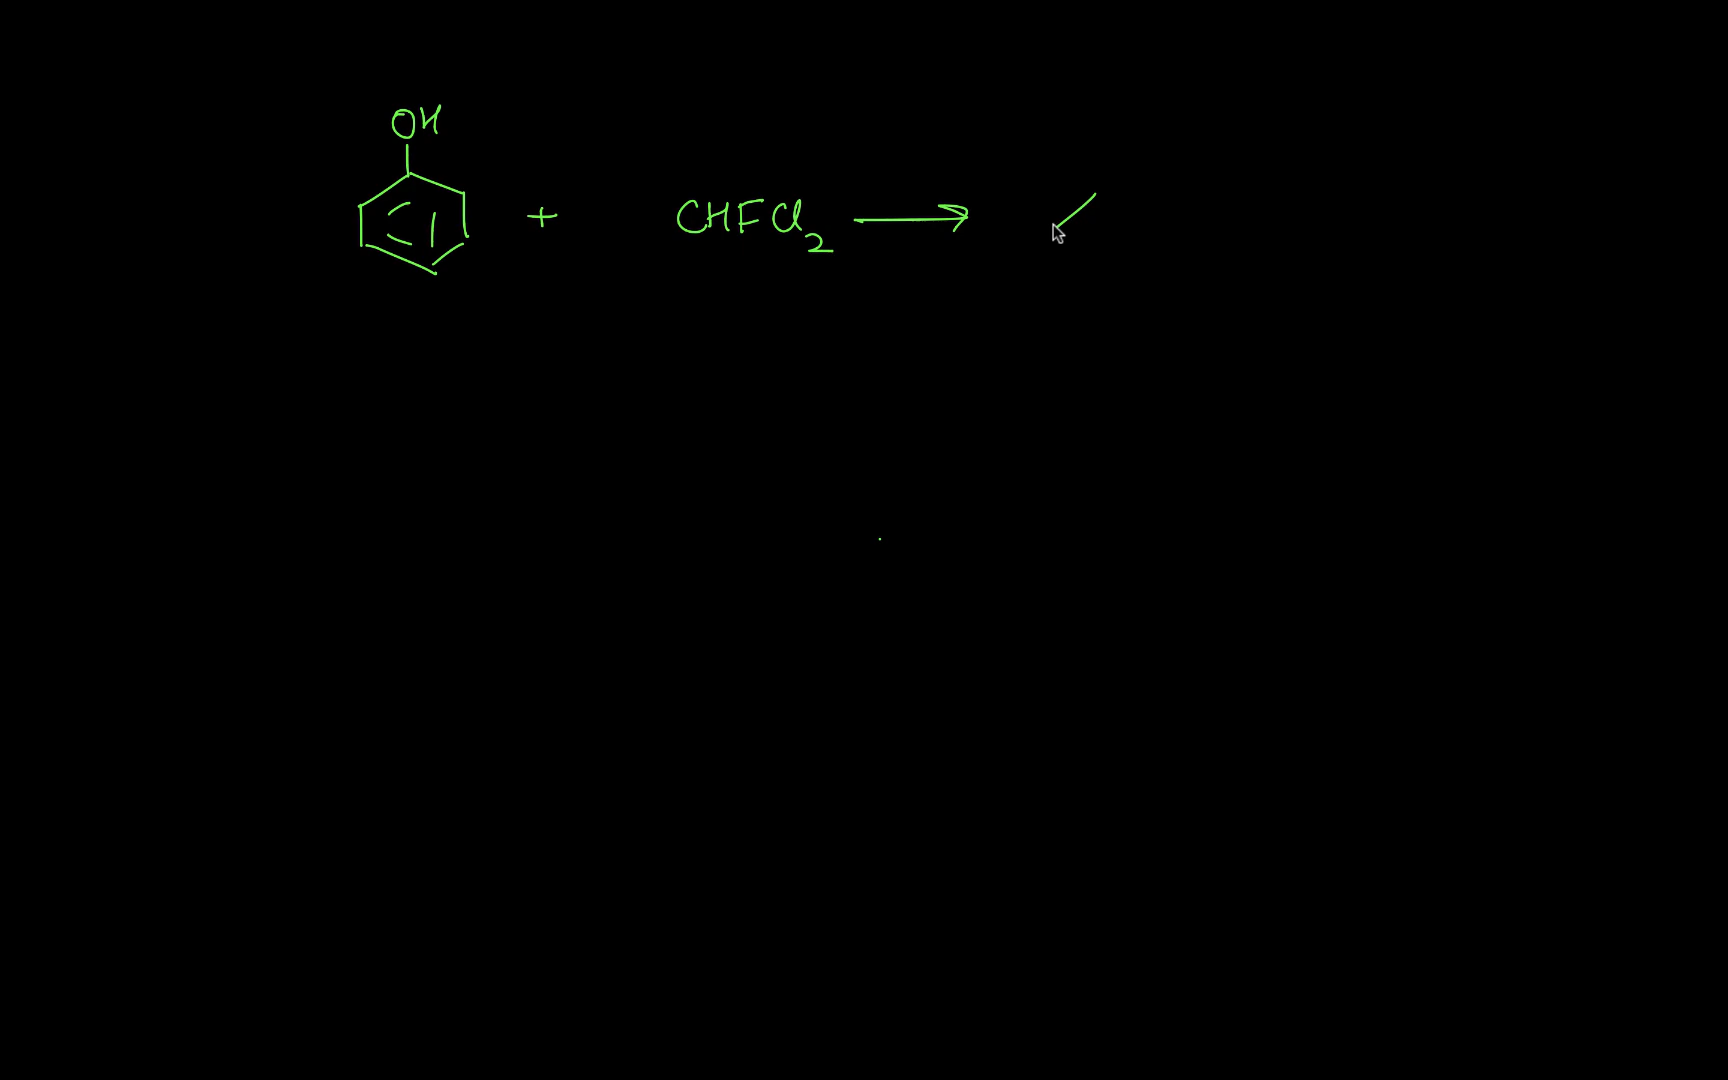 OH
+ CHFCl2 →